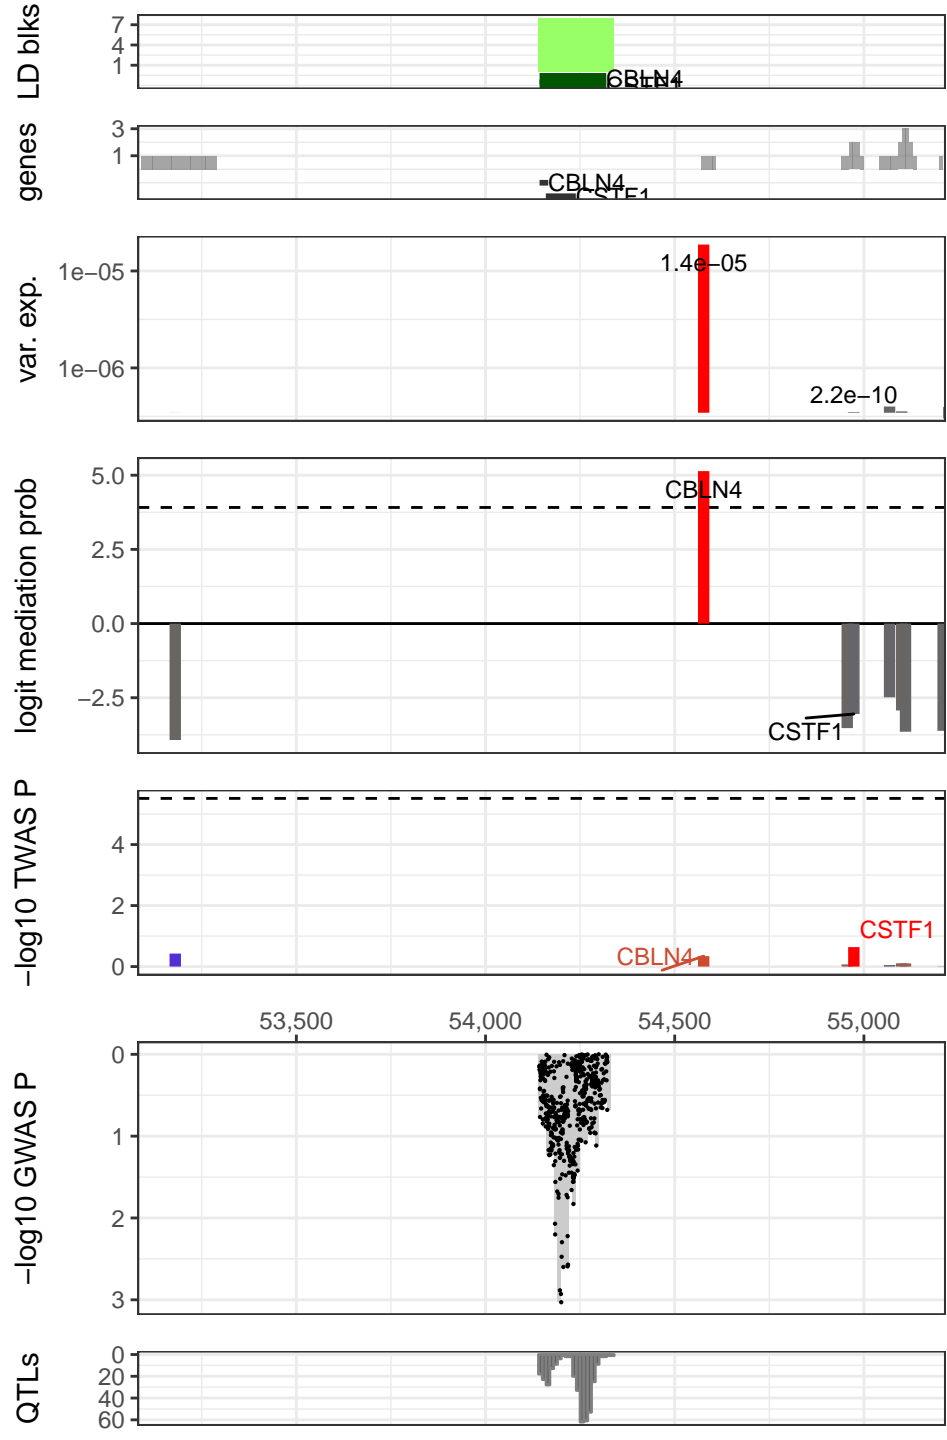 LD blks
7
4
1
CBLN4
CSTF1
genes
3
1
CBLN4
CSTF1
var. exp.
1e−05
1e−06
1.4e−05
2.2e−10
logit mediation prob
5.0
2.5
0.0
−2.5
CBLN4
CSTF1
−log10 TWAS P
4
2
0
CBLN4
CSTF1
53,500 54,000 54,500 55,000
−log10 GWAS P
0
1
2
3
QTLs
0
20
40
60